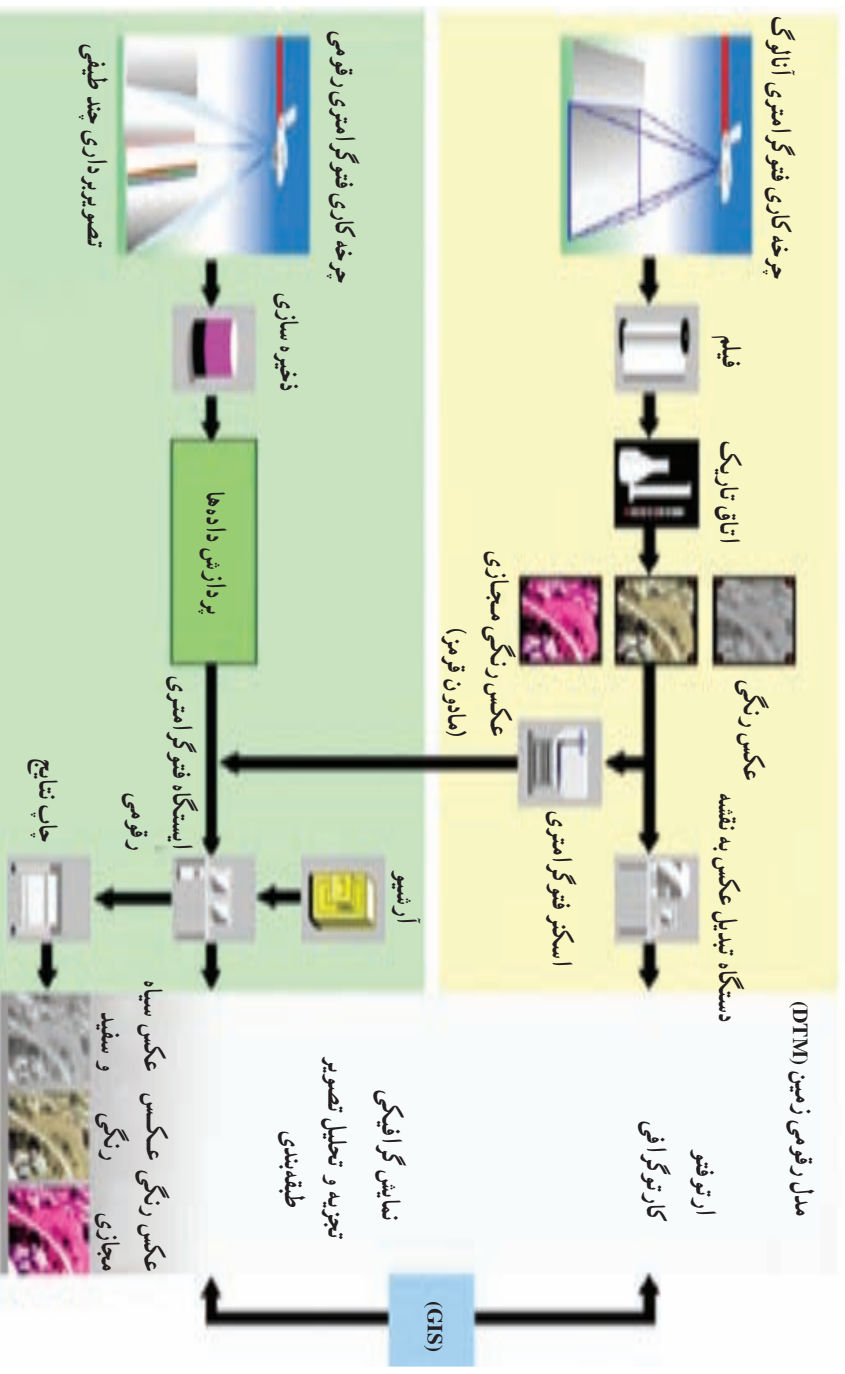 چرخه کاری فتوگرامتری آنالوگ
فیلم
اتاق تاریک
عکس رنگی
عکس رنگی مجازی
(مادون قرمز)
دستگاه تبدیل عکس به نقشه
اسکنر فتوگرامتری
مدل رقومی زمین (DTM)
ارتوفتو
کارتوگرافی
چرخه کاری فتوگرامتری رقومی
تصویربرداری چند طیفی
ذخیره سازی
پردازش داده‌ها
ایستگاه فتوگرامتری
رقومی
آرشیو
چاپ نتایج
نمایش گرافیکی
تجزیه و تحلیل تصویر
طبقه‌بندی
عکس سیاه
و سفید
عکس
رنگی
عکس رنگی
مجازی
(GIS)